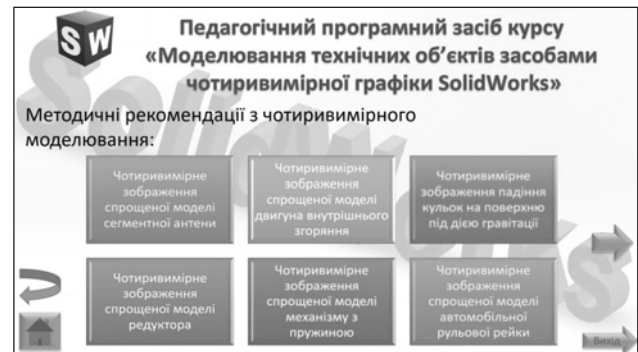 SW
Педагогічний програмний засіб курсу
«Моделювання технічних об’єктів засобами
чотиривимірної графіки SolidWorks»
SolidWorks
Методичні рекомендації з чотиривимірного
моделювання:
Чотиривимірне
зображення
спрощеної моделі
сегментної антени
Чотиривимірне
зображення
спрощеної моделі
двигуна внутрішнього
згоряння
Чотиривимірне
зображення падіння
кульок на поверхню
під дією гравітації
Чотиривимірне
зображення
спрощеної моделі
редуктора
Чотиривимірне
зображення
спрощеної моделі
механізму з
пружиною
Чотиривимірне
зображення
спрощеної моделі
автомобільної
рульової рейки
Вихід